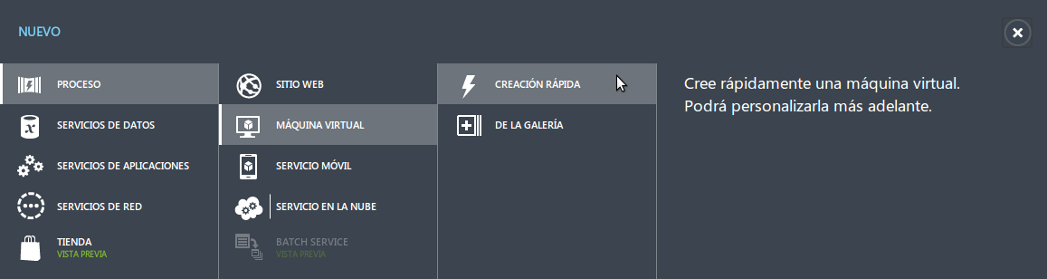 NUEVO
PROCESO
SERVICIOS DE DATOS
SERVICIOS DE APLICACIONES
SERVICIOS DE RED
TIENDA
VISTA PREVIA
SITIO WEB
MÁQUINA VIRTUAL
SERVICIO MÓVIL
SERVICIO EN LA NUBE
BATCH SERVICE
VISTA PREVIA
CREACIÓN RÁPIDA
DE LA GALERÍA
Cree rápidamente una máquina virtual.
Podrá personalizarla más adelante.